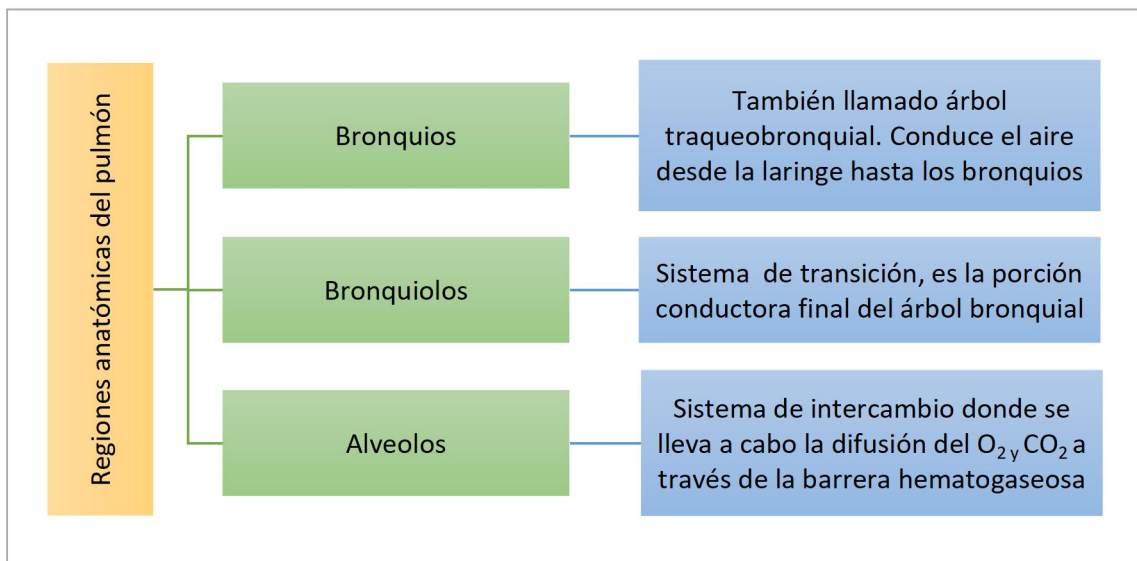 Regiones anatómicas del pulmón
Bronquios
También llamado árbol
traqueobronquial. Conduce el aire
desde la laringe hasta los bronquios
Bronquiolos
Sistema de transición, es la porción
conductora final del árbol bronquial
Alveolos
Sistema de intercambio donde se
lleva a cabo la difusión del O₂ y CO₂ a
través de la barrera hematogaseosa